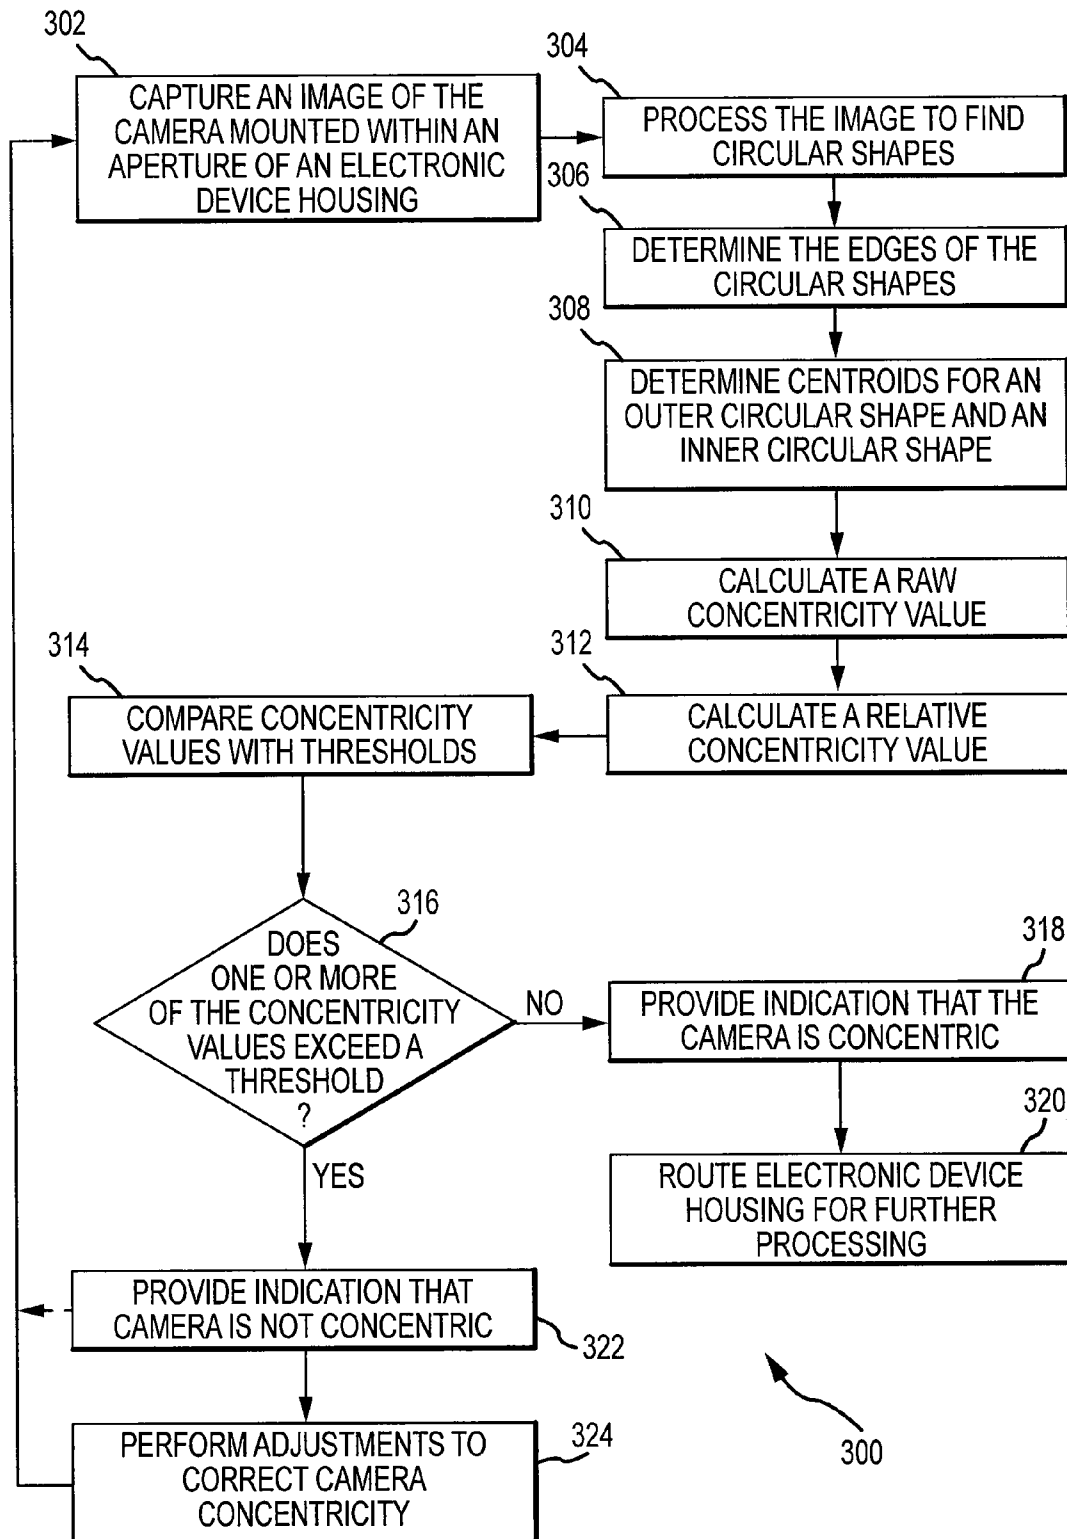 302
CAPTURE AN IMAGE OF THE
CAMERA MOUNTED WITHIN AN
APERTURE OF AN ELECTRONIC
DEVICE HOUSING
304
PROCESS THE IMAGE TO FIND
CIRCULAR SHAPES
306
DETERMINE THE EDGES OF THE
CIRCULAR SHAPES
308
DETERMINE CENTROIDS FOR AN
OUTER CIRCULAR SHAPE AND AN
INNER CIRCULAR SHAPE
310
CALCULATE A RAW
CONCENTRICITY VALUE
312
CALCULATE A RELATIVE
CONCENTRICITY VALUE
314
COMPARE CONCENTRICITY
VALUES WITH THRESHOLDS
316
DOES
ONE OR MORE
OF THE CONCENTRICITY
VALUES EXCEED A
THRESHOLD
?
NO
318
PROVIDE INDICATION THAT THE
CAMERA IS CONCENTRIC
320
ROUTE ELECTRONIC DEVICE
HOUSING FOR FURTHER
PROCESSING
YES
PROVIDE INDICATION THAT
CAMERA IS NOT CONCENTRIC
322
PERFORM ADJUSTMENTS TO
CORRECT CAMERA
CONCENTRICITY
324
300